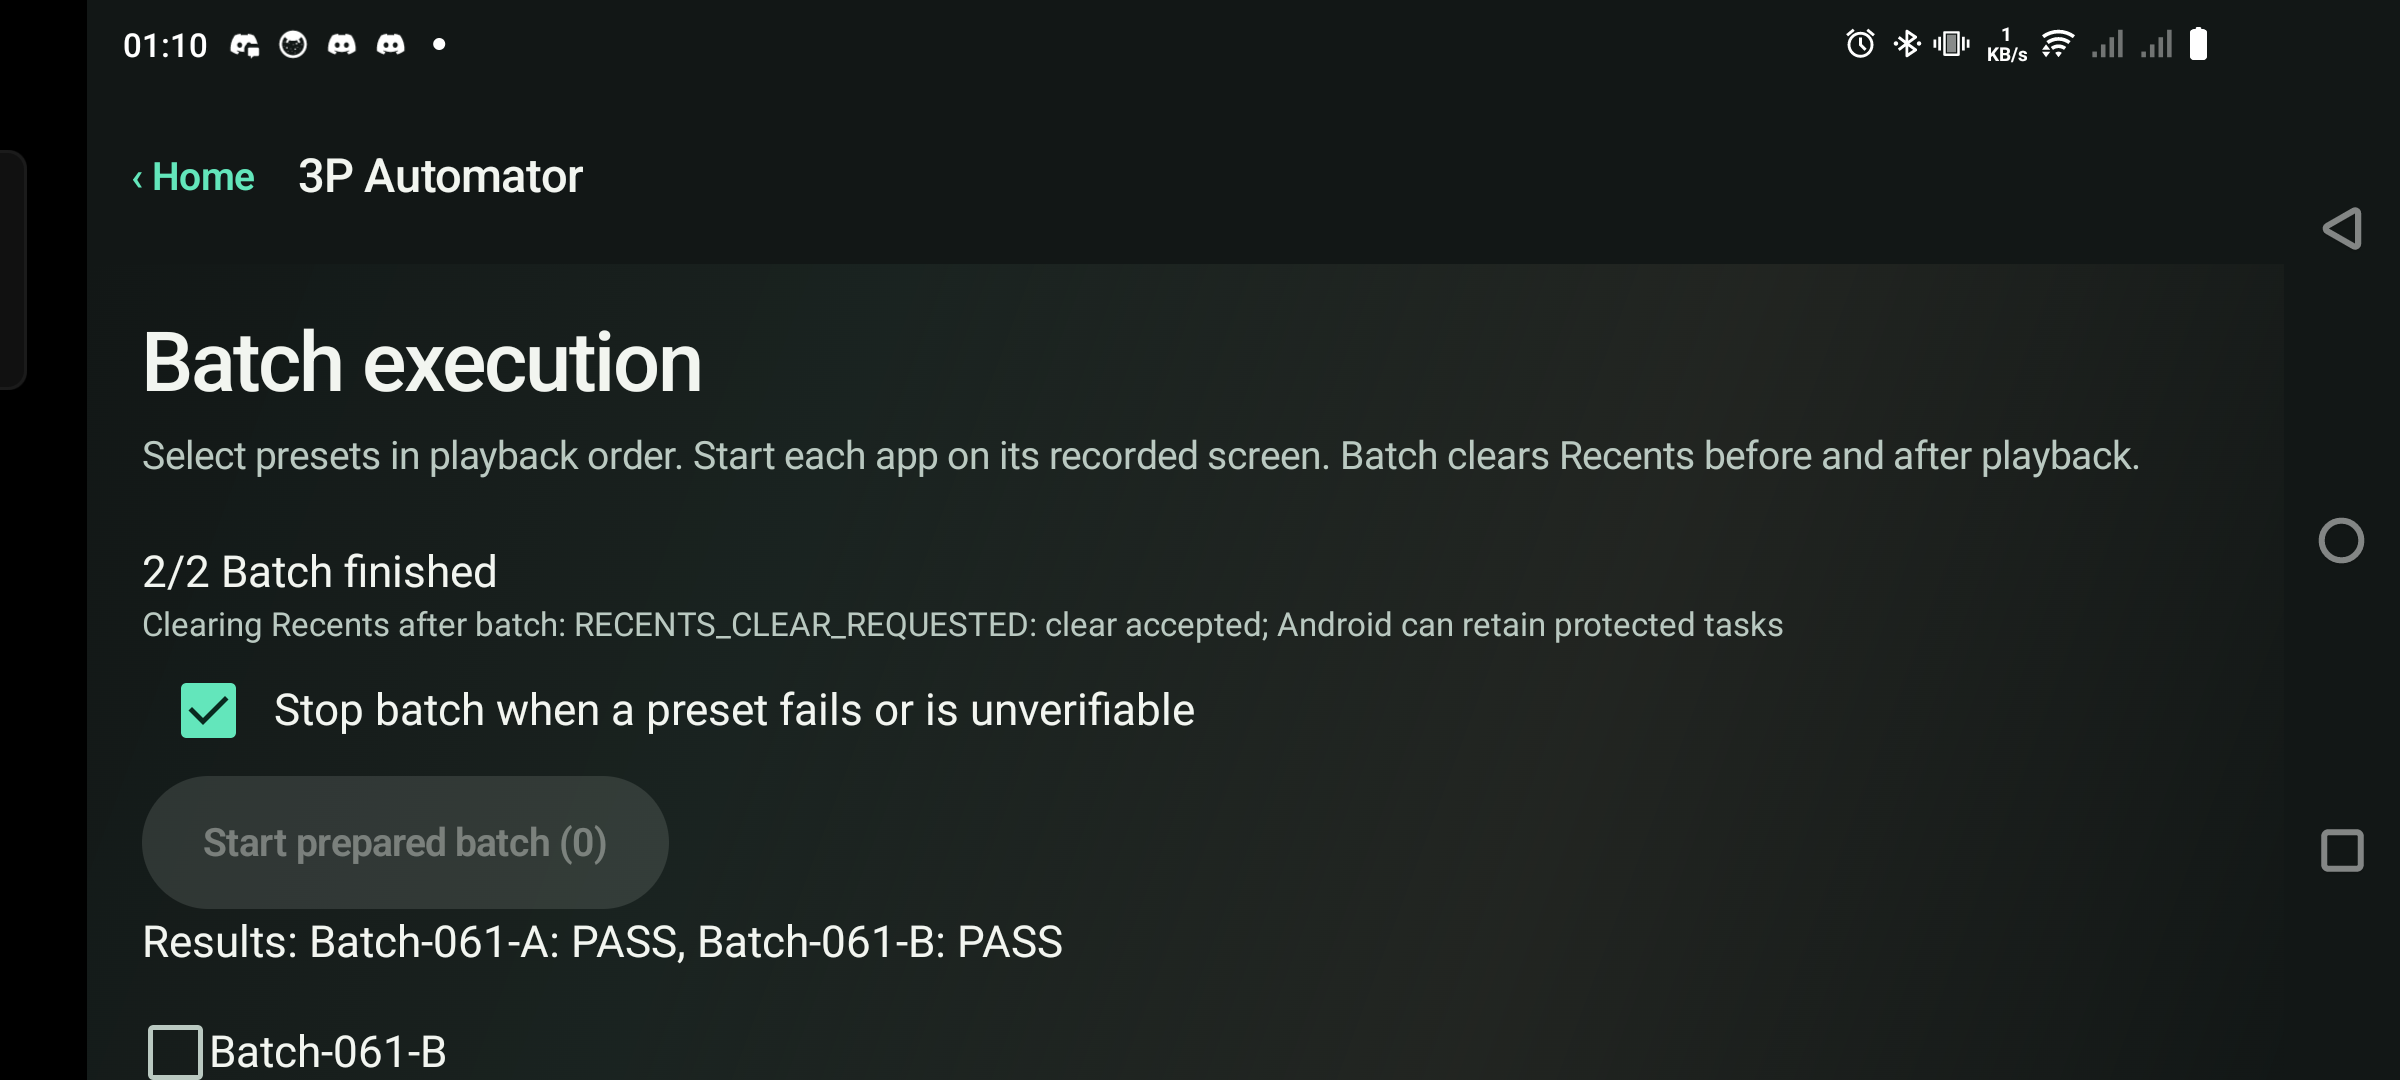 01:10
1
KB/s
‹ Home 3P Automator
Batch execution
Select presets in playback order. Start each app on its recorded screen. Batch clears Recents before and after playback.
2/2 Batch finished
Clearing Recents after batch: RECENTS_CLEAR_REQUESTED: clear accepted; Android can retain protected tasks
Stop batch when a preset fails or is unverifiable
Start prepared batch (0)
Results: Batch-061-A: PASS, Batch-061-B: PASS
Batch-061-B